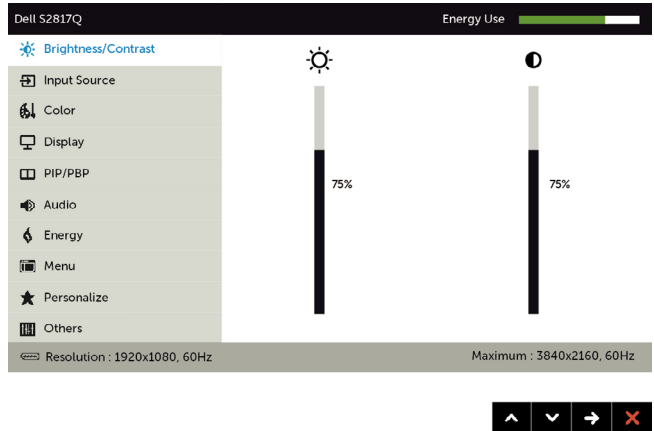 Dell S2817Q
Energy Use
Brightness/Contrast
Input Source
Color
Display
PIP/PBP
Audio
Energy
Menu
Personalize
Others
75%
75%
Resolution : 1920x1080, 60Hz
Maximum : 3840x2160, 60Hz